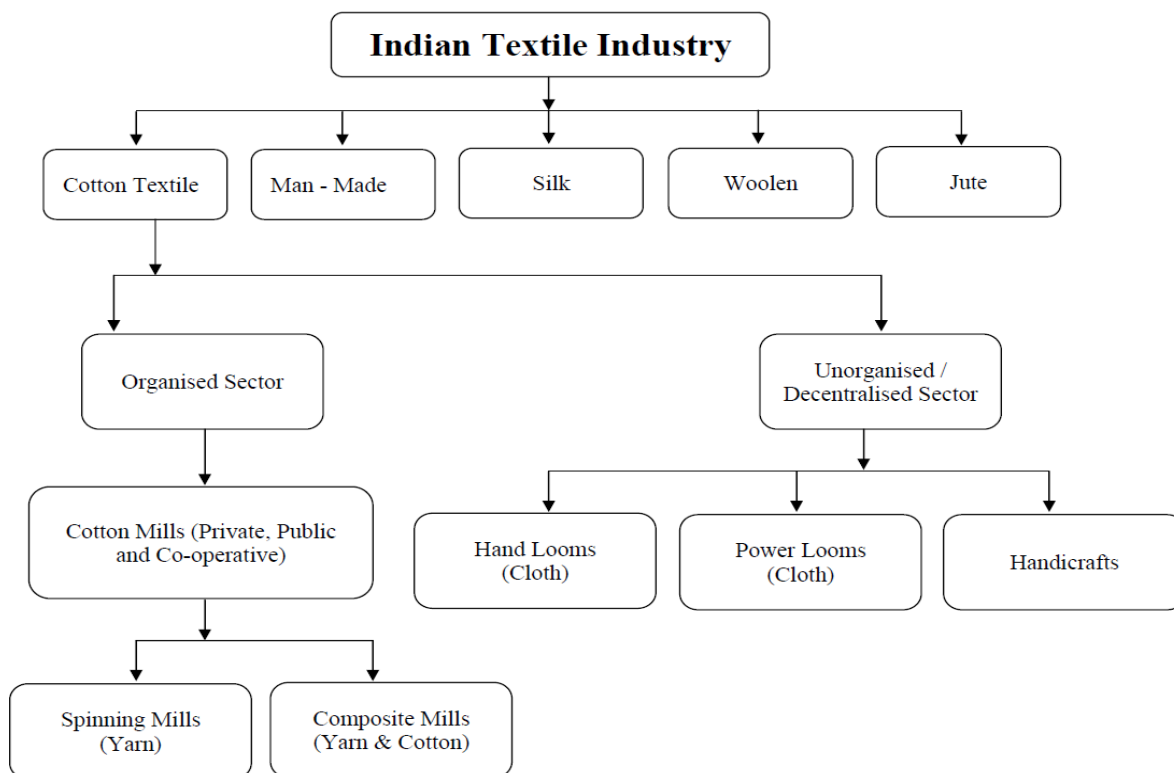 Indian Textile Industry
Cotton Textile
Man - Made
Silk
Woolen
Jute
Organised Sector
Unorganised /
Decentralised Sector
Cotton Mills (Private, Public
and Co-operative)
Hand Looms
(Cloth)
Power Looms
(Cloth)
Handicrafts
Spinning Mills
(Yarn)
Composite Mills
(Yarn & Cotton)